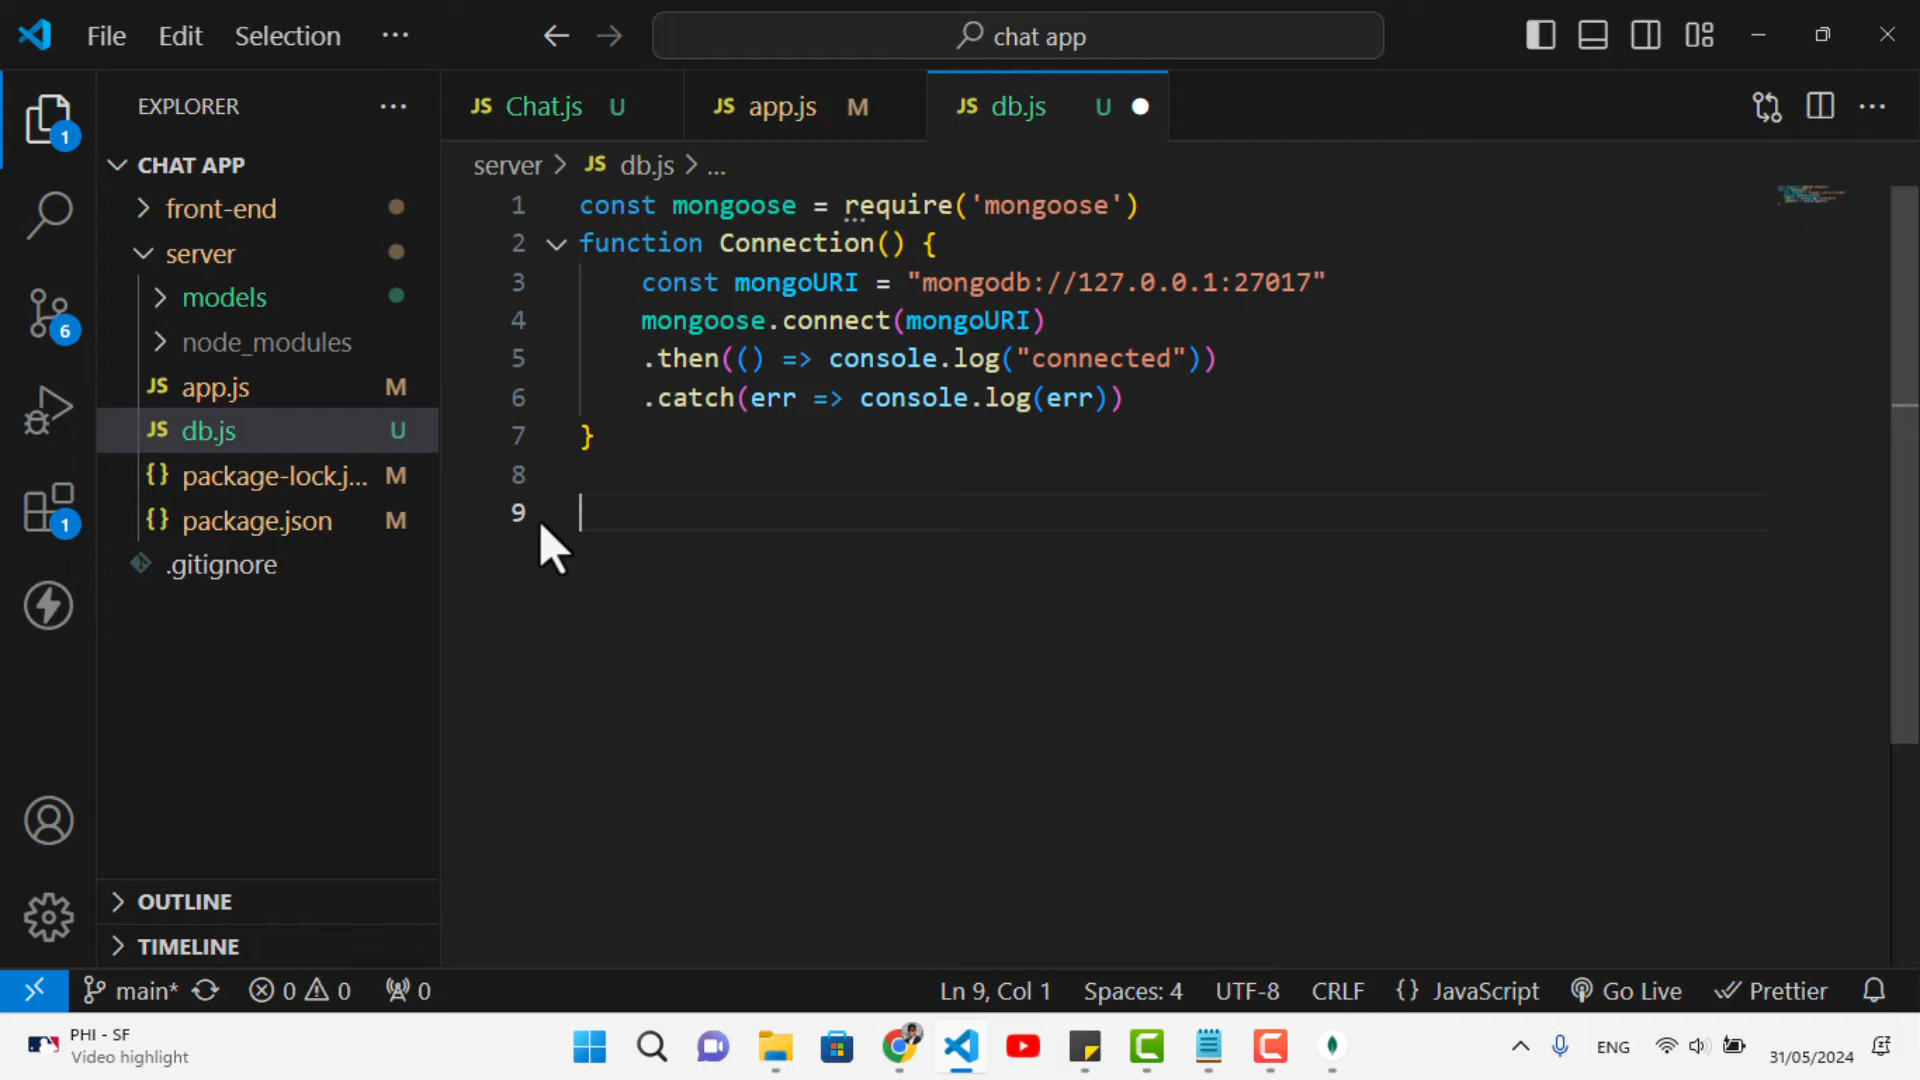 File Edit Selection ···
chat app
EXPLORER ···
CHAT APP
front-end
server
models
node_modules
JS app.js M
JS db.js U
{} package-lock.j... M
{} package.json M
.gitignore
OUTLINE
TIMELINE
1
6
1
JS Chat.js U
JS app.js M
JS db.js U
server > JS db.js > ...
1 const mongoose = require('mongoose')
2 function Connection() {
3 const mongoURI = "mongodb://127.0.0.1:27017"
4 mongoose.connect(mongoURI)
5 .then(() => console.log("connected"))
6 .catch(err => console.log(err))
7 }
8
9
main* 0 0 0 Ln 9, Col 1 Spaces: 4 UTF-8 CRLF {} JavaScript Go Live Prettier
PHI - SF
Video highlight
ENG
31/05/2024